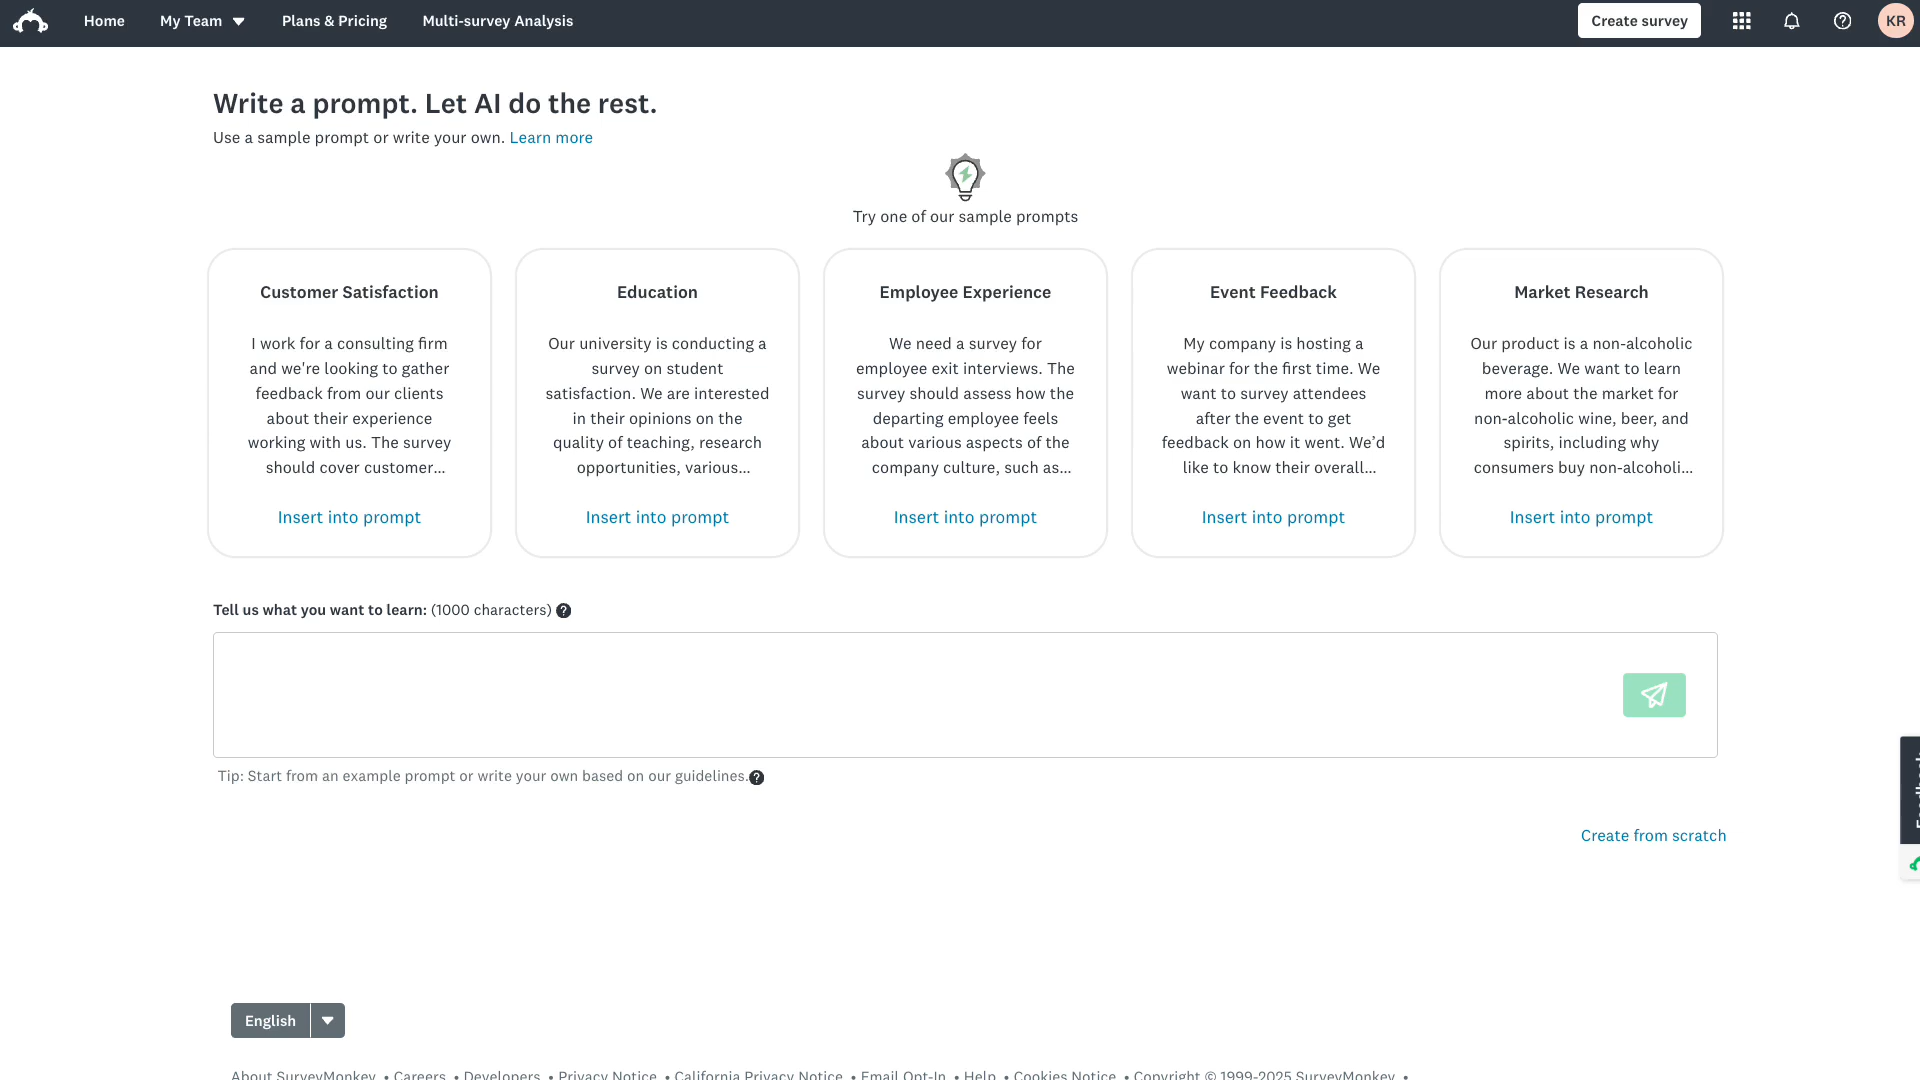 Home
My Team
Plans & Pricing
Multi-survey Analysis
Create survey
KR
Write a prompt. Let AI do the rest.
Use a sample prompt or write your own. Learn more
Try one of our sample prompts
Customer Satisfaction
I work for a consulting firm
and we're looking to gather
feedback from our clients
about their experience
working with us. The survey
should cover customer...
Insert into prompt
Education
Our university is conducting a
survey on student
satisfaction. We are interested
in their opinions on the
quality of teaching, research
opportunities, various...
Insert into prompt
Employee Experience
We need a survey for
employee exit interviews. The
survey should assess how the
departing employee feels
about various aspects of the
company culture, such as...
Insert into prompt
Event Feedback
My company is hosting a
webinar for the first time. We
want to survey attendees
after the event to get
feedback on how it went. We’d
like to know their overall...
Insert into prompt
Market Research
Our product is a non-alcoholic
beverage. We want to learn
more about the market for
non-alcoholic wine, beer, and
spirits, including why
consumers buy non-alcoholi...
Insert into prompt
Tell us what you want to learn: (1000 characters) ?
Tip: Start from an example prompt or write your own based on our guidelines. ?
Create from scratch
English
About SurveyMonkey • Careers • Developers • Privacy Notice • California Privacy Notice • Email Opt-In • Help • Cookies Notice • Copyright © 1999-2025 SurveyMonkey •